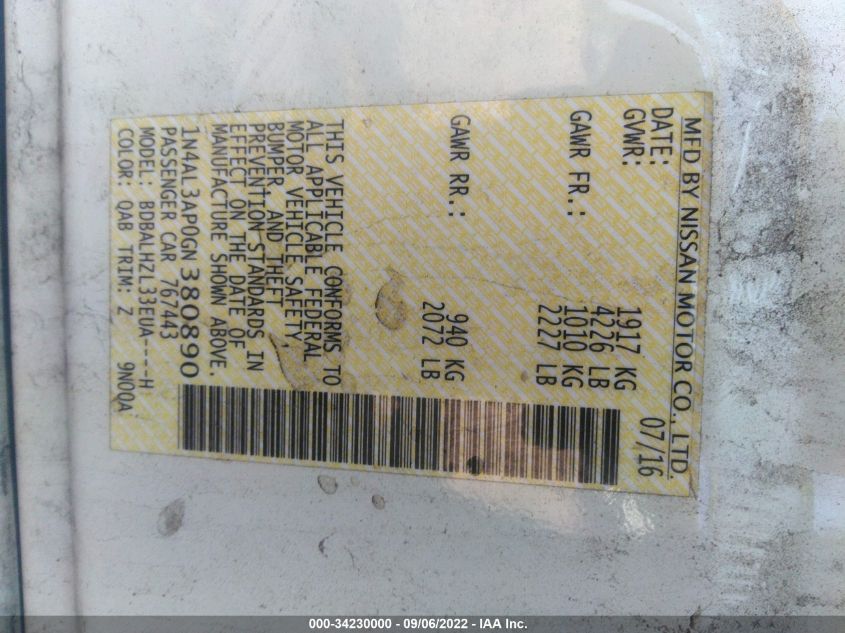 MFD BY NISSAN MOTOR CO., LTD.
DATE: 07/16
GVWR: 1917 KG
4226 LB
GAWR FR.: 1010 KG
2227 LB
GAWR RR.: 940 KG
2072 LB
THIS VEHICLE CONFORMS TO
ALL APPLICABLE FEDERAL
MOTOR VEHICLE SAFETY,
BUMPER, AND THEFT
PREVENTION STANDARDS IN
EFFECT ON THE DATE OF
MANUFACTURE SHOWN ABOVE.
1N4AL3AP0GN380890
PASSENGER CAR 767443
MODEL: BDBALHZL33EUA----H
COLOR: QAB TRIM: Z 9N00A
000-34230000 - 09/06/2022 - IAA Inc.